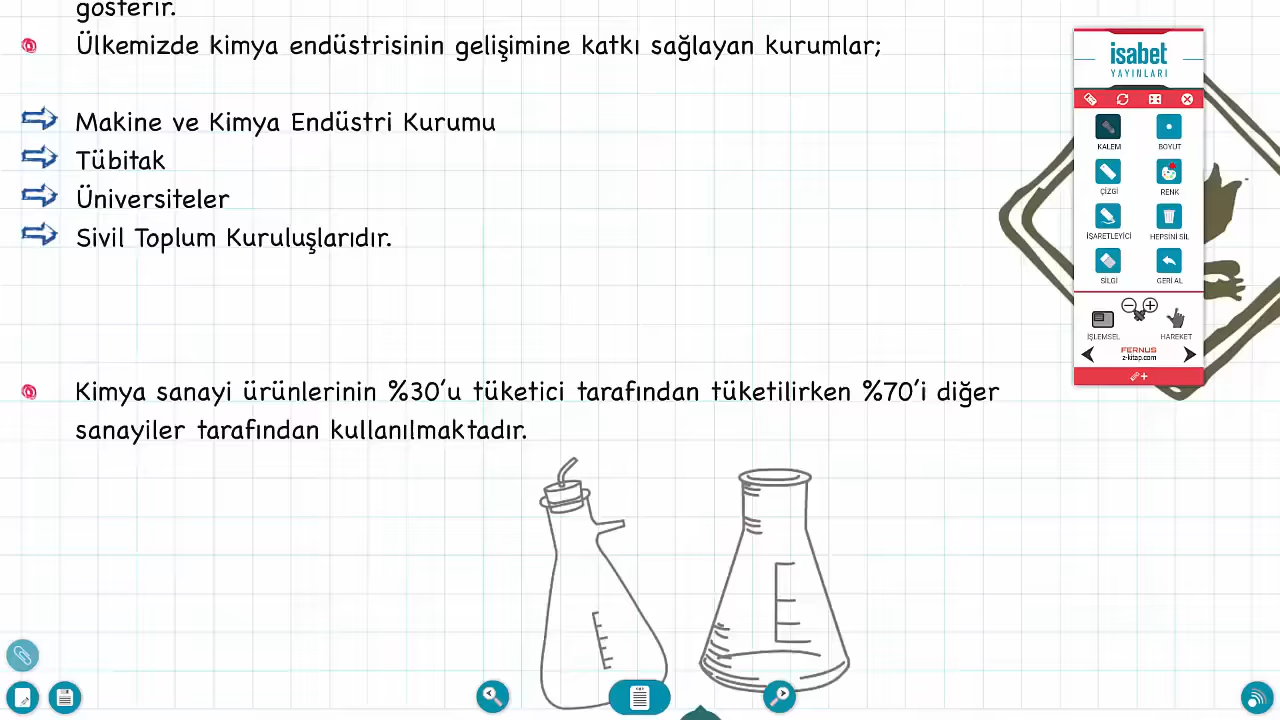 gösterir.
Ülkemizde kimya endüstrisinin gelişimine katkı sağlayan kurumlar;
Makine ve Kimya Endüstri Kurumu
Tübitak
Üniversiteler
Sivil Toplum Kuruluşlarıdır.
Kimya sanayi ürünlerinin %30'u tüketici tarafından tüketilirken %70'i diğer
sanayiler tarafından kullanılmaktadır.
isabet
YAYINLARI
KALEM BOYUT
ÇİZGİ RENK
İŞARETLEYİCİ HEPSİNİ SİL
SİLGİ GERİ AL
İŞLEMSEL HAREKET
FERNUS
z-kitap.com